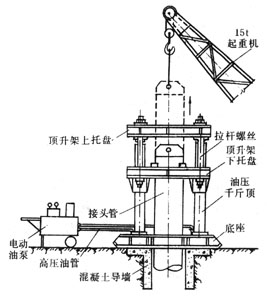 15t
起重机
顶升架上托盘
拉杆螺丝
顶升架
下托盘
油压
千斤顶
接头管
底座
电动
油泵
高压油管
混凝土导墙